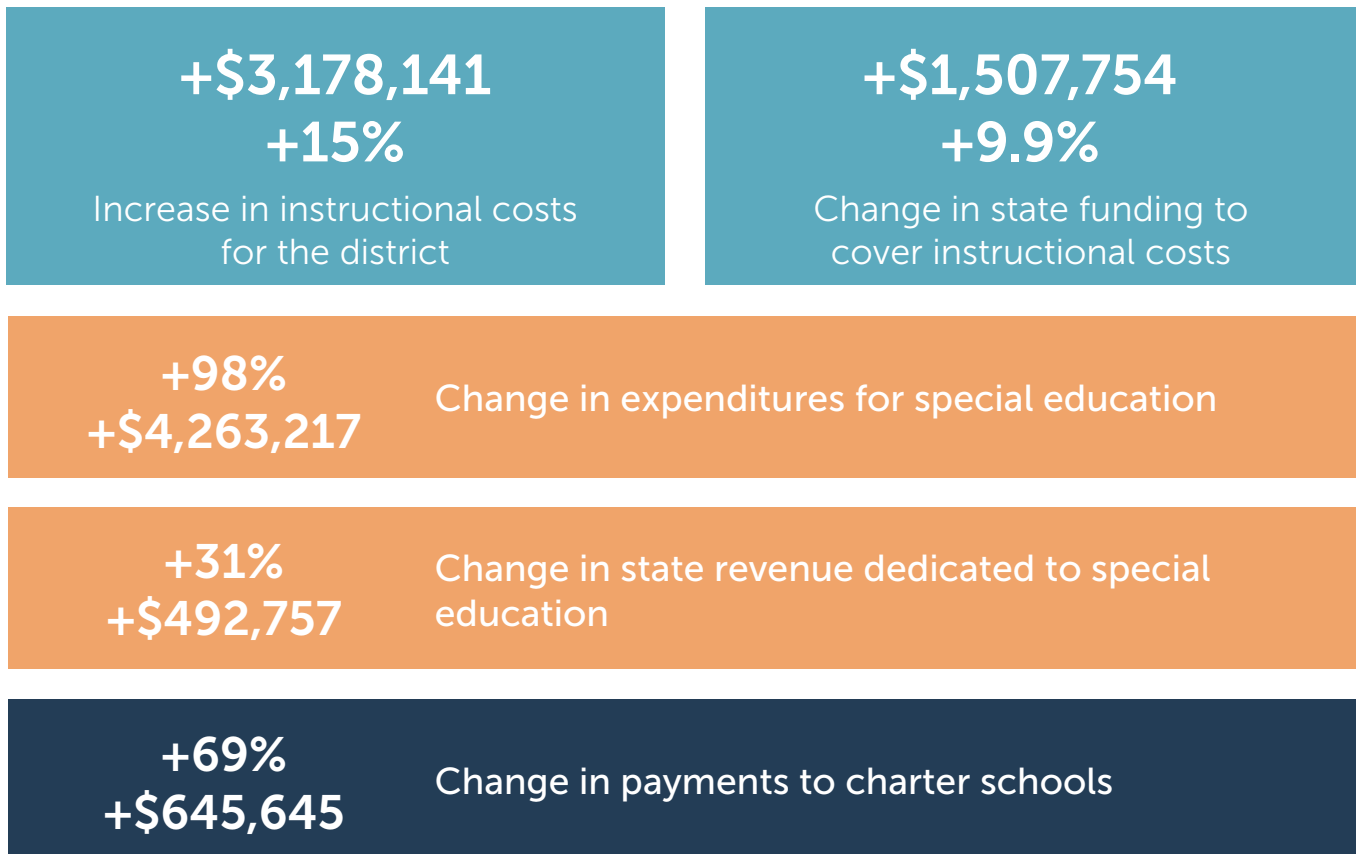 +$3,178,141
+15%
Increase in instructional costs
for the district
+$1,507,754
+9.9%
Change in state funding to
cover instructional costs
+98%
+$4,263,217
Change in expenditures for special education
+31%
+$492,757
Change in state revenue dedicated to special
education
+69%
+$645,645
Change in payments to charter schools